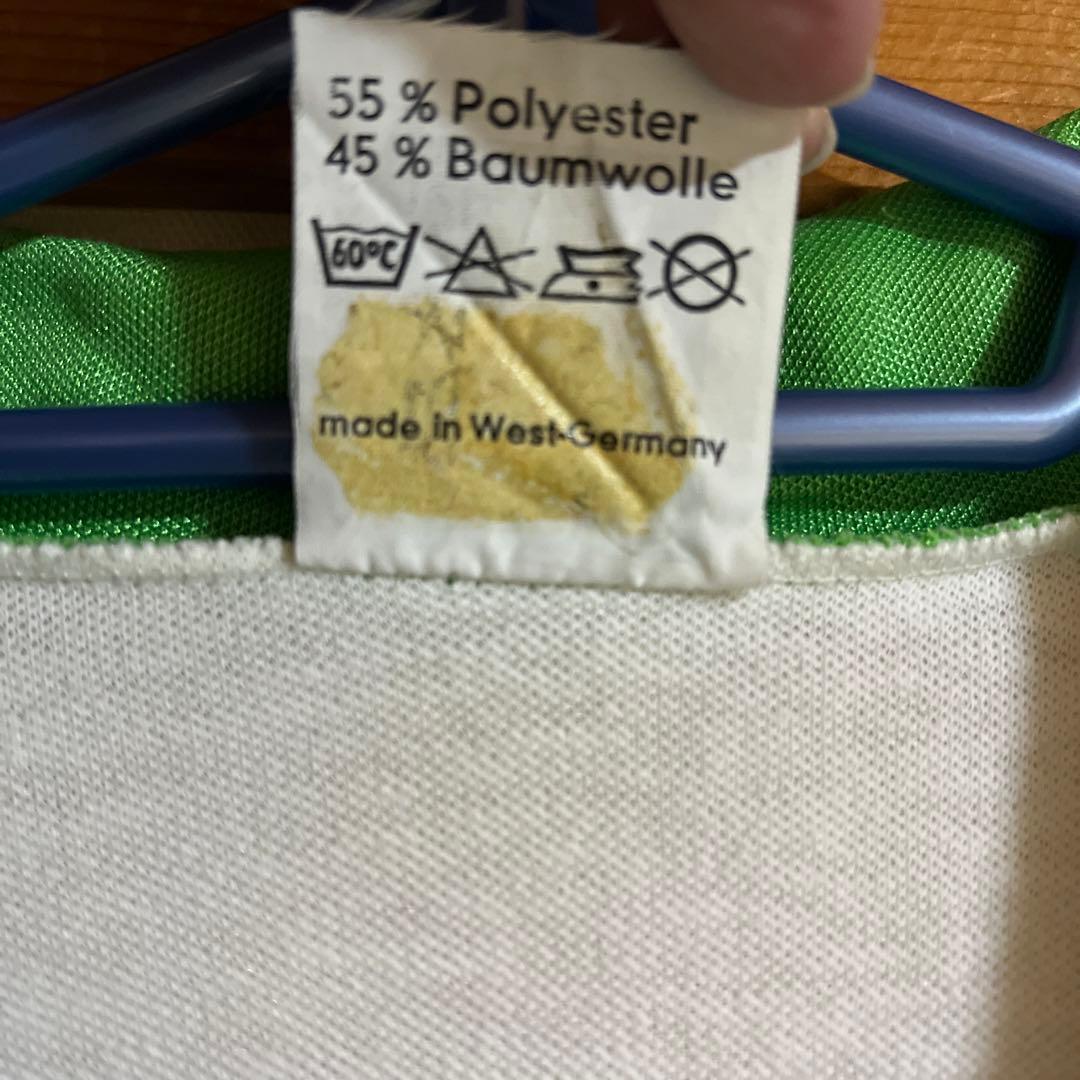 55 % Polyester
45 % Baumwolle
60°C
made in West-Germany